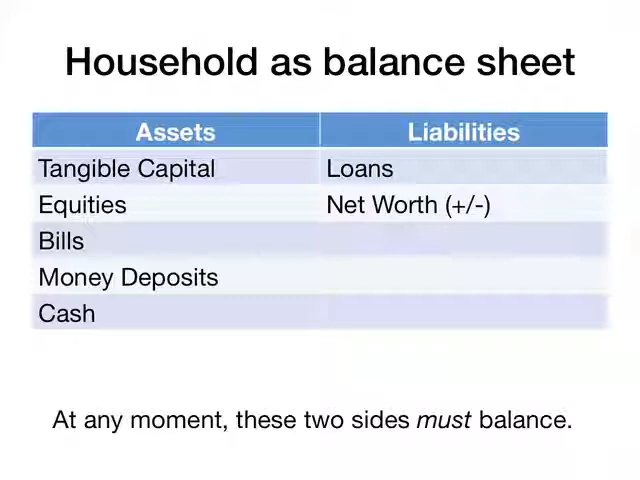 Household as balance sheet
Assets Liabilities
Tangible Capital Loans
Equities Net Worth (+/-)
Bills
Money Deposits
Cash
At any moment, these two sides must balance.